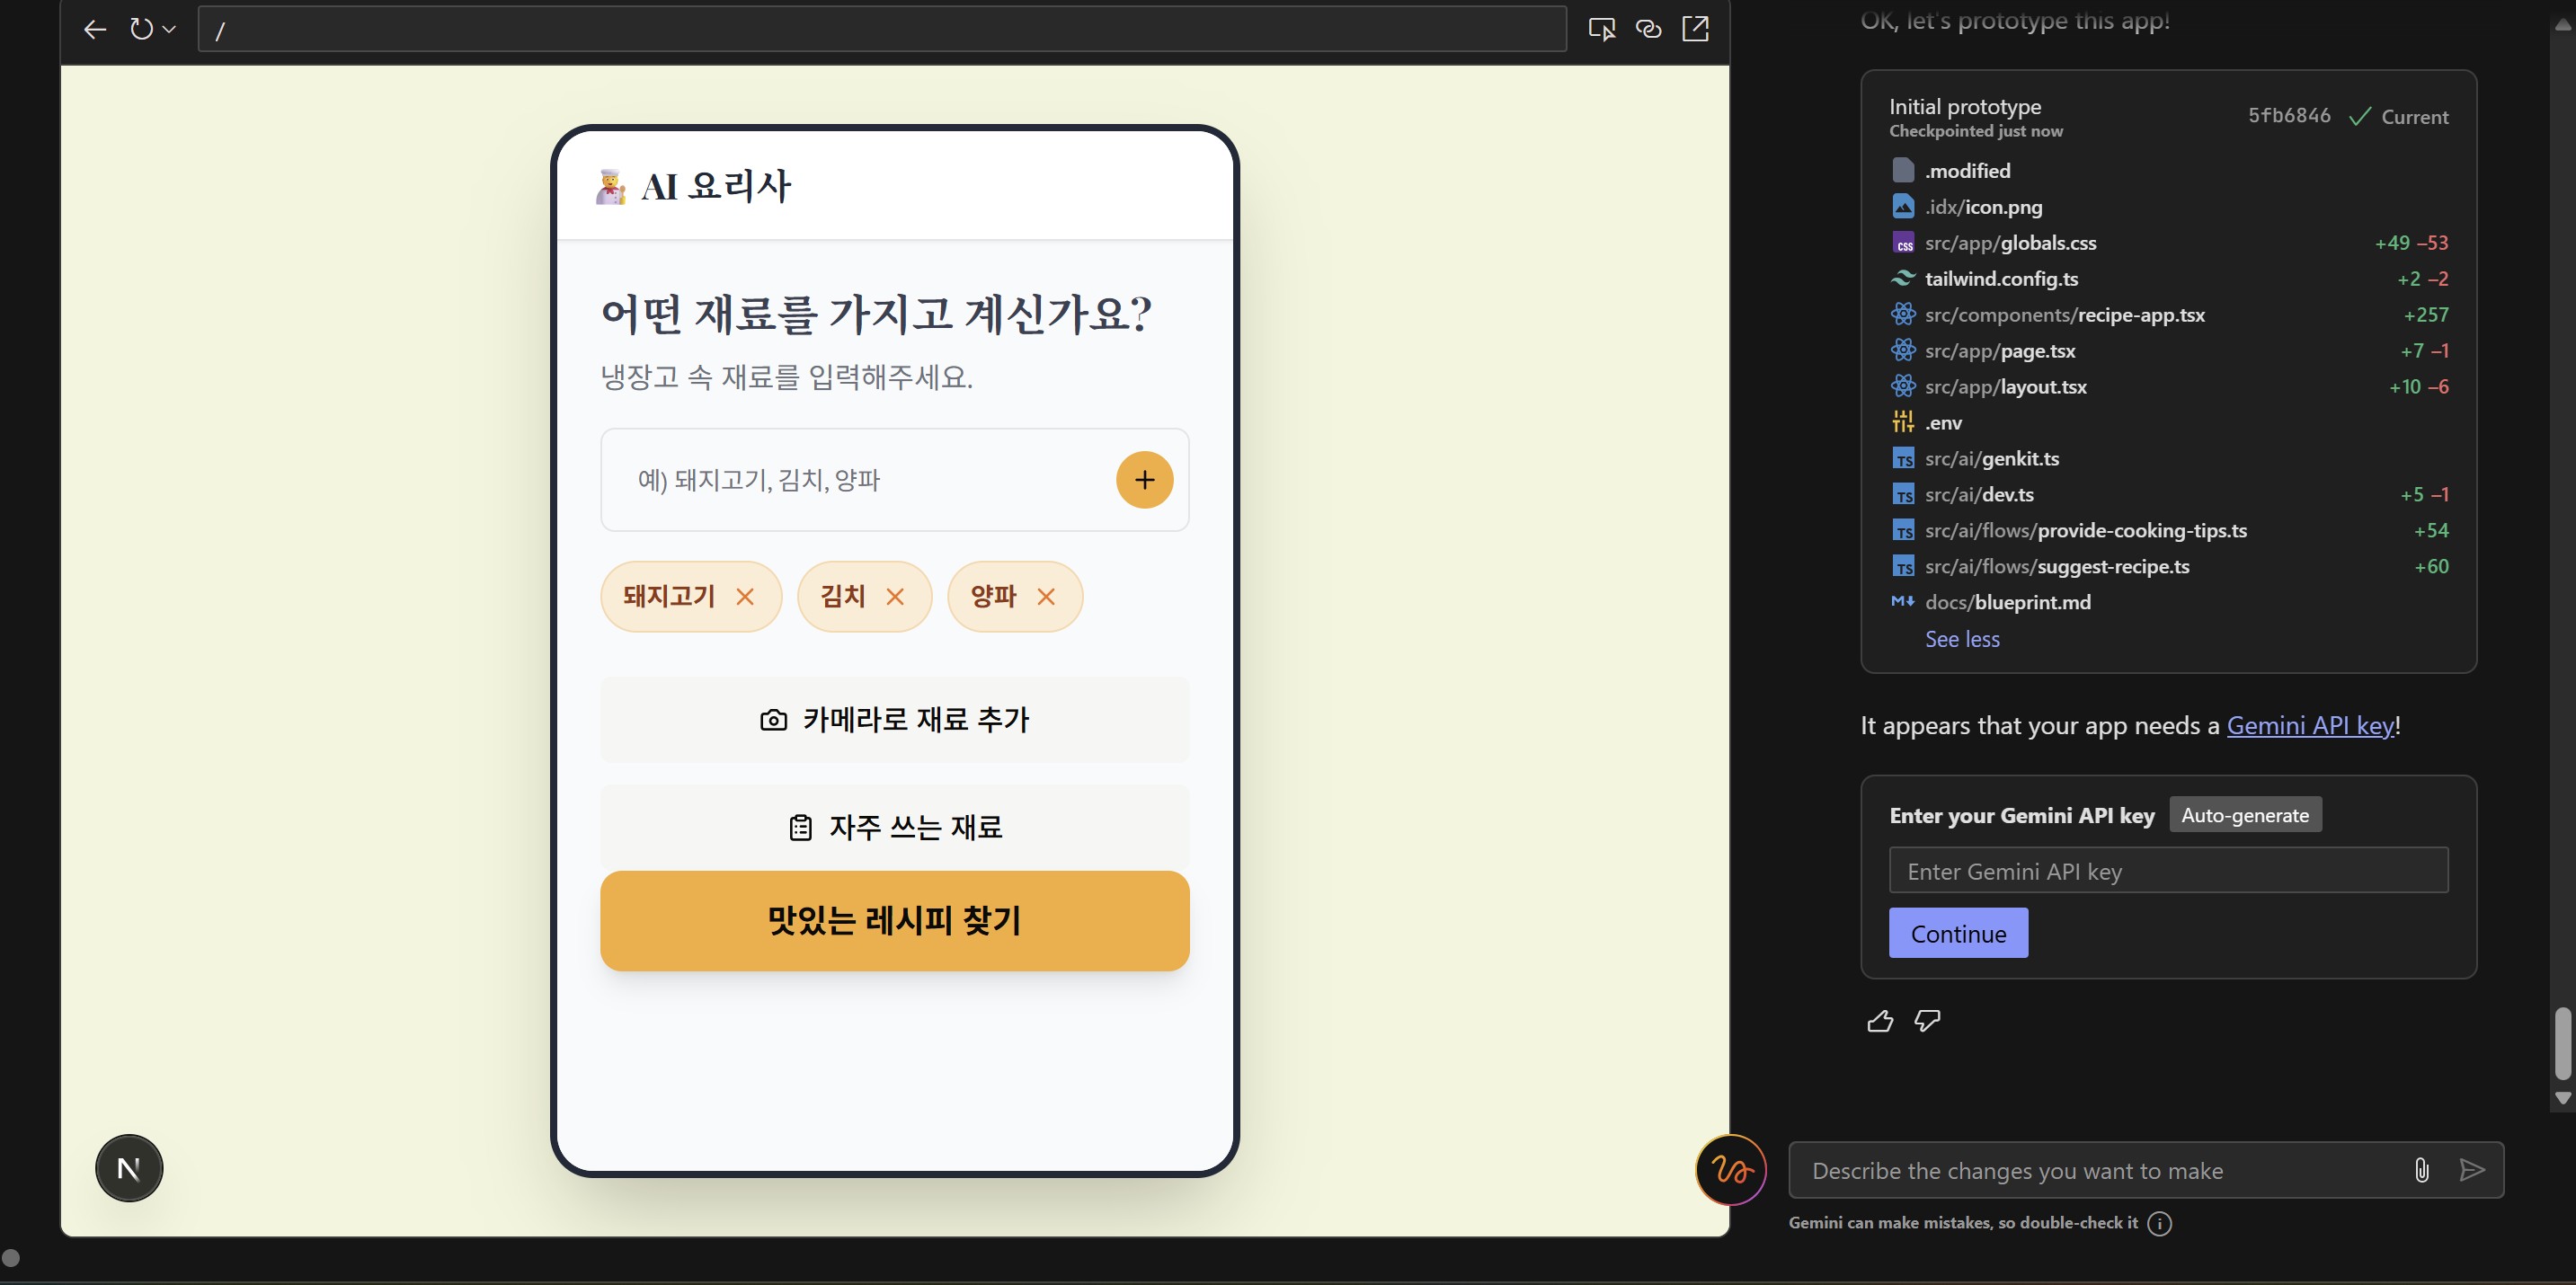 /
AI 요리사
어떤 재료를 가지고 계신가요?
냉장고 속 재료를 입력해주세요.
예) 돼지고기, 김치, 양파
돼지고기
김치
양파
카메라로 재료 추가
자주 쓰는 재료
맛있는 레시피 찾기
N
OK, let's prototype this app!
Initial prototype
Checkpointed just now
5fb6846
Current
.modified
.idx/icon.png
css src/app/globals.css +49 –53
tailwind.config.ts +2 –2
src/components/recipe-app.tsx +257
src/app/page.tsx +7 –1
src/app/layout.tsx +10 –6
.env
TS src/ai/genkit.ts
TS src/ai/dev.ts +5 –1
TS src/ai/flows/provide-cooking-tips.ts +54
TS src/ai/flows/suggest-recipe.ts +60
M docs/blueprint.md
See less
It appears that your app needs a Gemini API key!
Enter your Gemini API key Auto-generate
Enter Gemini API key
Continue
Describe the changes you want to make
Gemini can make mistakes, so double-check it